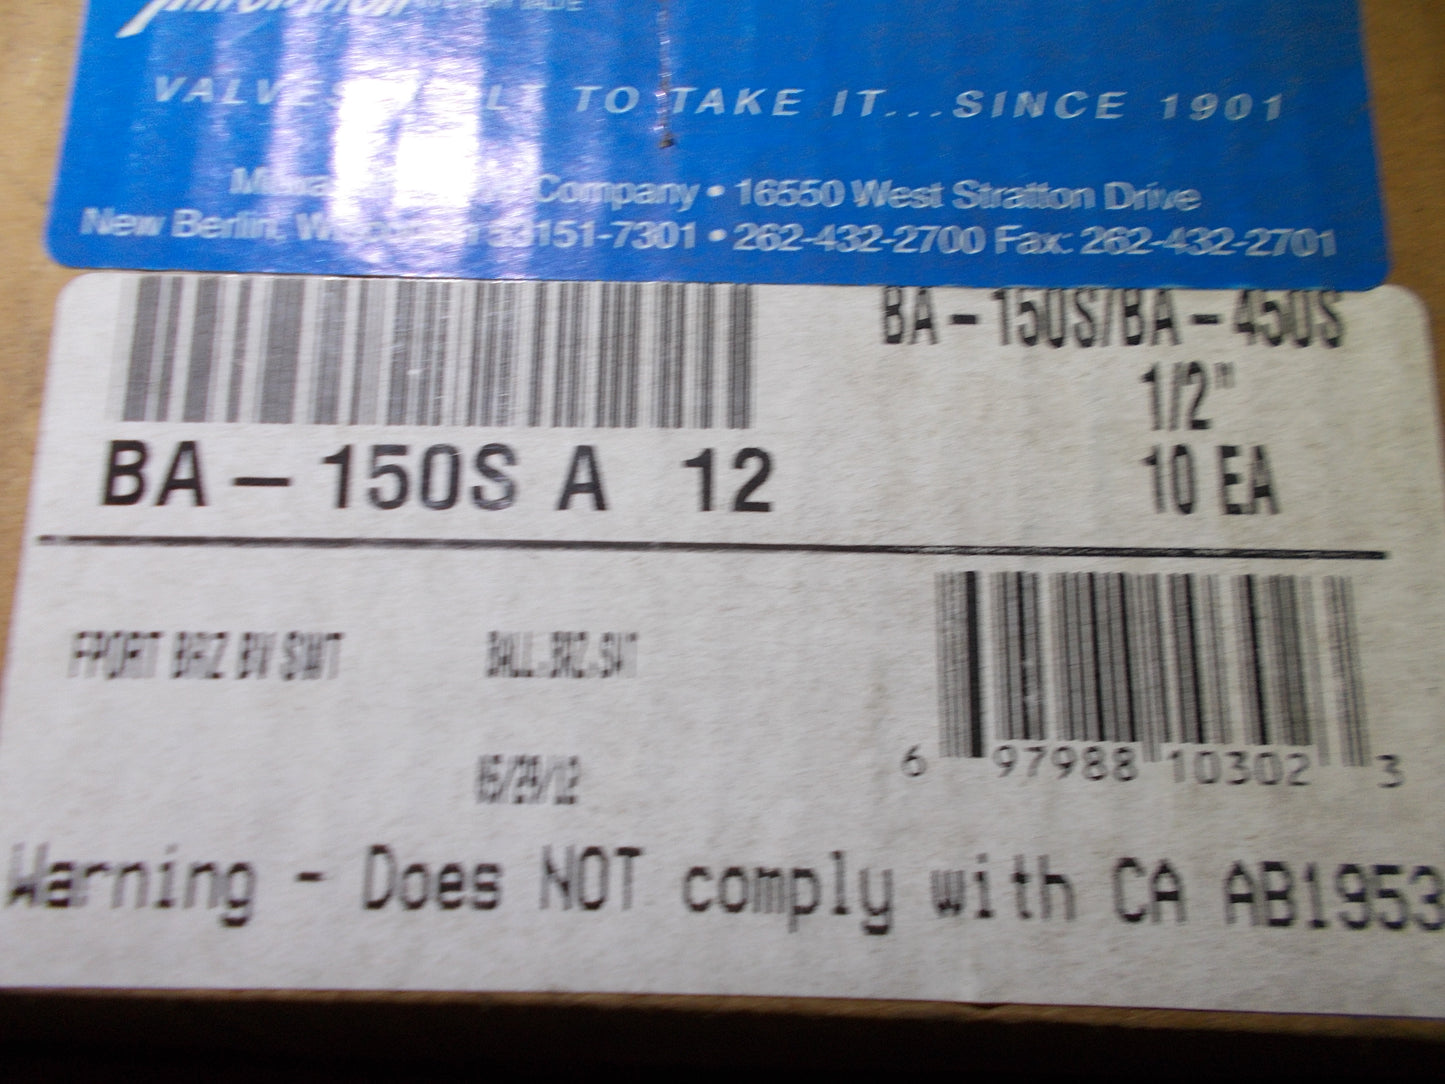 VALVES BUILT TO TAKE IT...SINCE 1901
Company • 16550 West Stratton Drive
New Berlin, Wisconsin 53151-7301 • 262-432-2700 Fax: 262-432-2701
BA-150S/BA-450S
1/2"
BA-150S A 12
10 EA
FPORT BRZ BV SWT BALL.BRZ.SWT
6 97988 10302 3
Warning - Does NOT comply with CA AB1953